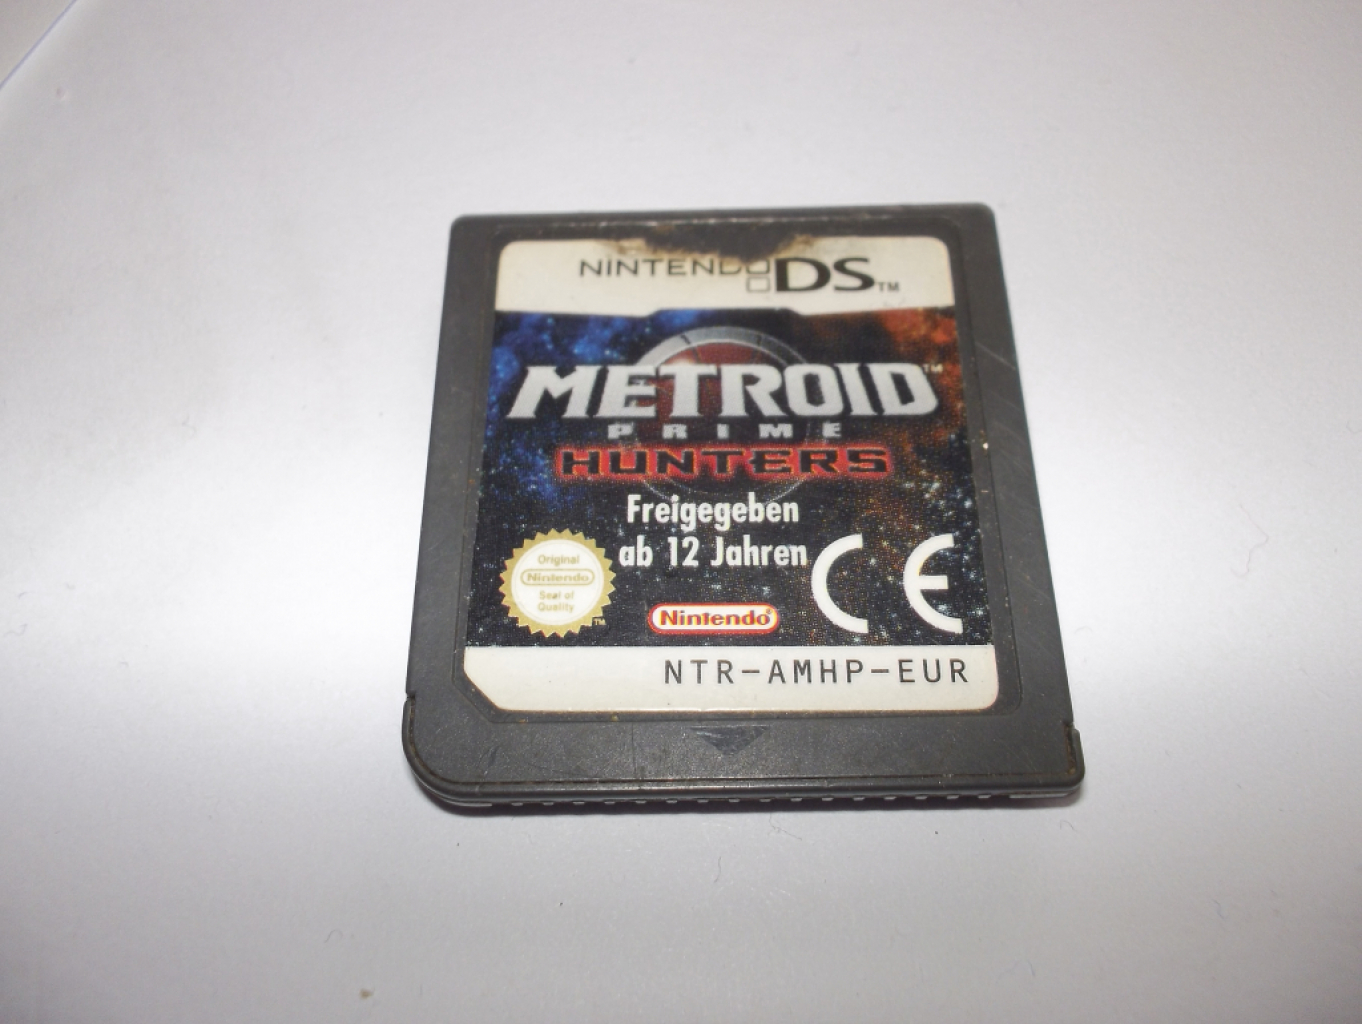 NINTENDO DS™
METROID™
PRIME
HUNTERS
Freigegeben
ab 12 Jahren
CE
Original
Nintendo
Seal of
Quality
™
Nintendo®
NTR-AMHP-EUR